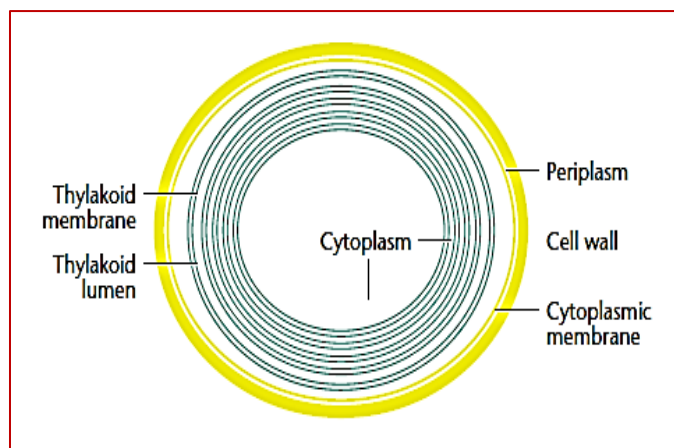 Thylakoid
membrane
Thylakoid
lumen
Cytoplasm
Periplasm
Cell wall
Cytoplasmic
membrane